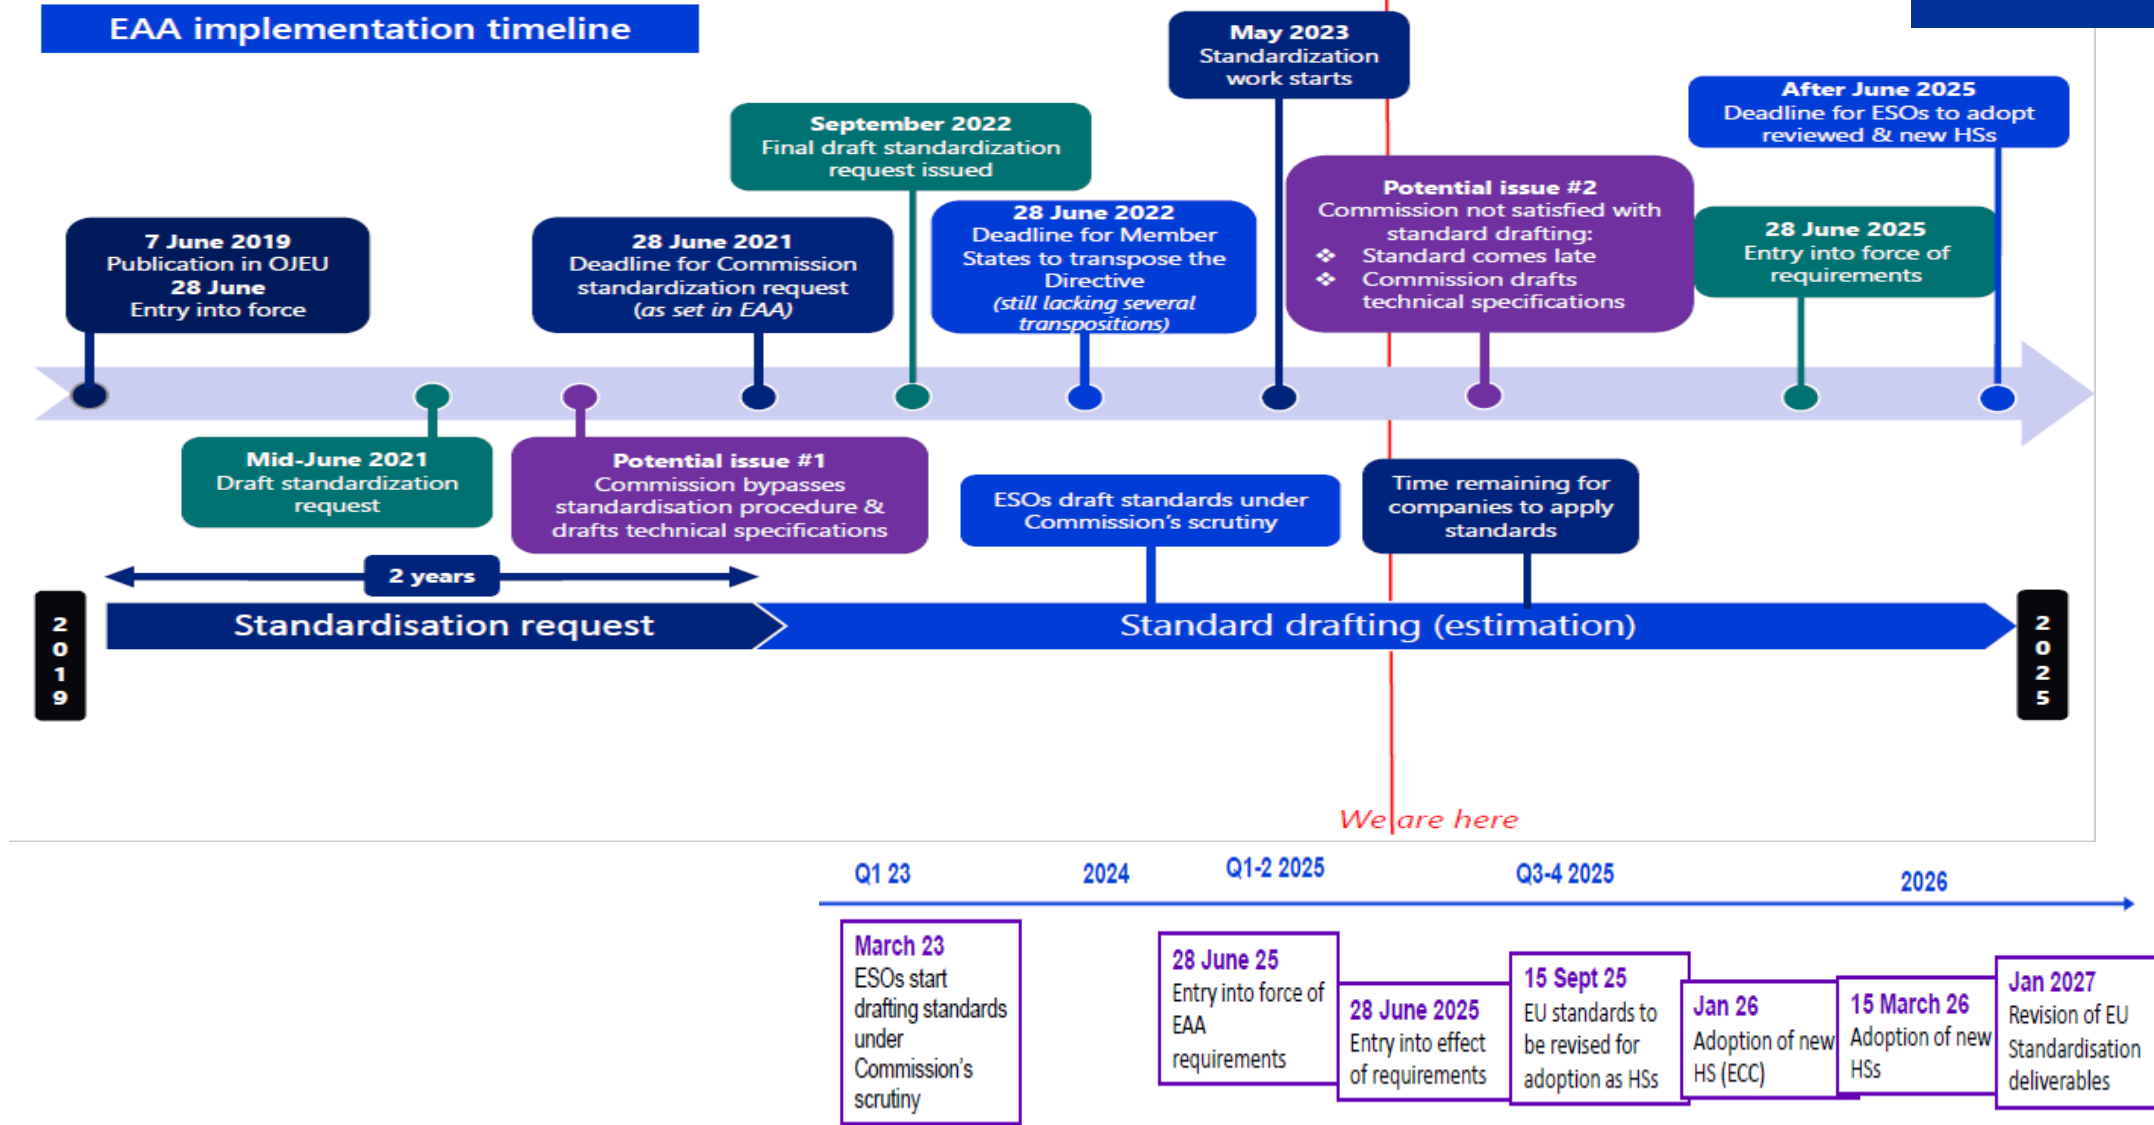 EAA implementation timeline
May 2023
Standardization
work starts
After June 2025
Deadline for ESOs to adopt
reviewed & new HSs
September 2022
Final draft standardization
request issued
Potential issue #2
Commission not satisfied with
standard drafting:
❖ Standard comes late
❖ Commission drafts
technical specifications
28 June 2022
Deadline for Member
States to transpose the
Directive
(still lacking several
transpositions)
28 June 2025
Entry into force of
requirements
7 June 2019
Publication in OJEU
28 June
Entry into force
28 June 2021
Deadline for Commission
standardization request
(as set in EAA)
Mid-June 2021
Draft standardization
request
Potential issue #1
Commission bypasses
standardisation procedure &
drafts technical specifications
ESOs draft standards under
Commission's scrutiny
Time remaining for
companies to apply
standards
2 years
2
0
1
9
Standardisation request
Standard drafting (estimation)
2
0
2
5
We are here
Q1 23
2024
Q1-2 2025
Q3-4 2025
2026
March 23
ESOs start
drafting standards
under
Commission's
scrutiny
28 June 25
Entry into force of
EAA
requirements
28 June 2025
Entry into effect
of requirements
15 Sept 25
EU standards to
be revised for
adoption as HSs
Jan 26
Adoption of new
HS (ECC)
15 March 26
Adoption of new
HSs
Jan 2027
Revision of EU
Standardisation
deliverables